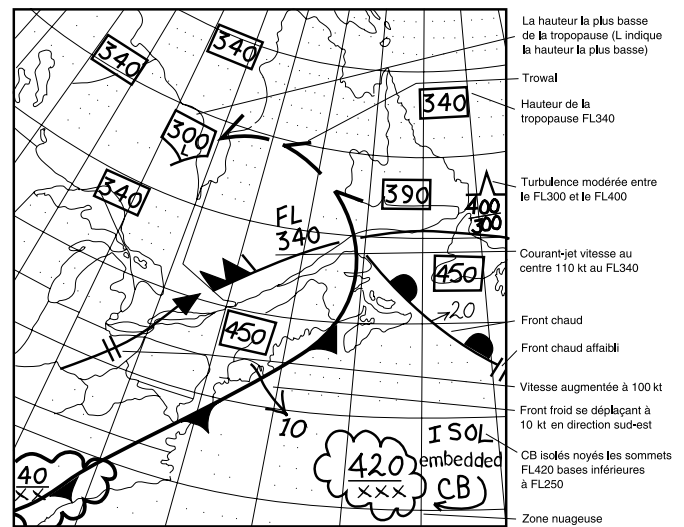 340
340
300
L
340
FL
340
340
390
400
300
450
450
20
10
40
XX
420
XXX
ISOL
embedded
CB
La hauteur la plus basse
de la tropopause (L indique
la hauteur la plus basse)
Trowal
Hauteur de la
tropopause FL340
Turbulence modérée entre
le FL300 et le FL400
Courant-jet vitesse au
centre 110 kt au FL340
Front chaud
Front chaud affaibli
Vitesse augmentée à 100 kt
Front froid se déplaçant à
10 kt en direction sud-est
CB isolés noyés les sommets
FL420 bases inférieures
à FL250
Zone nuageuse